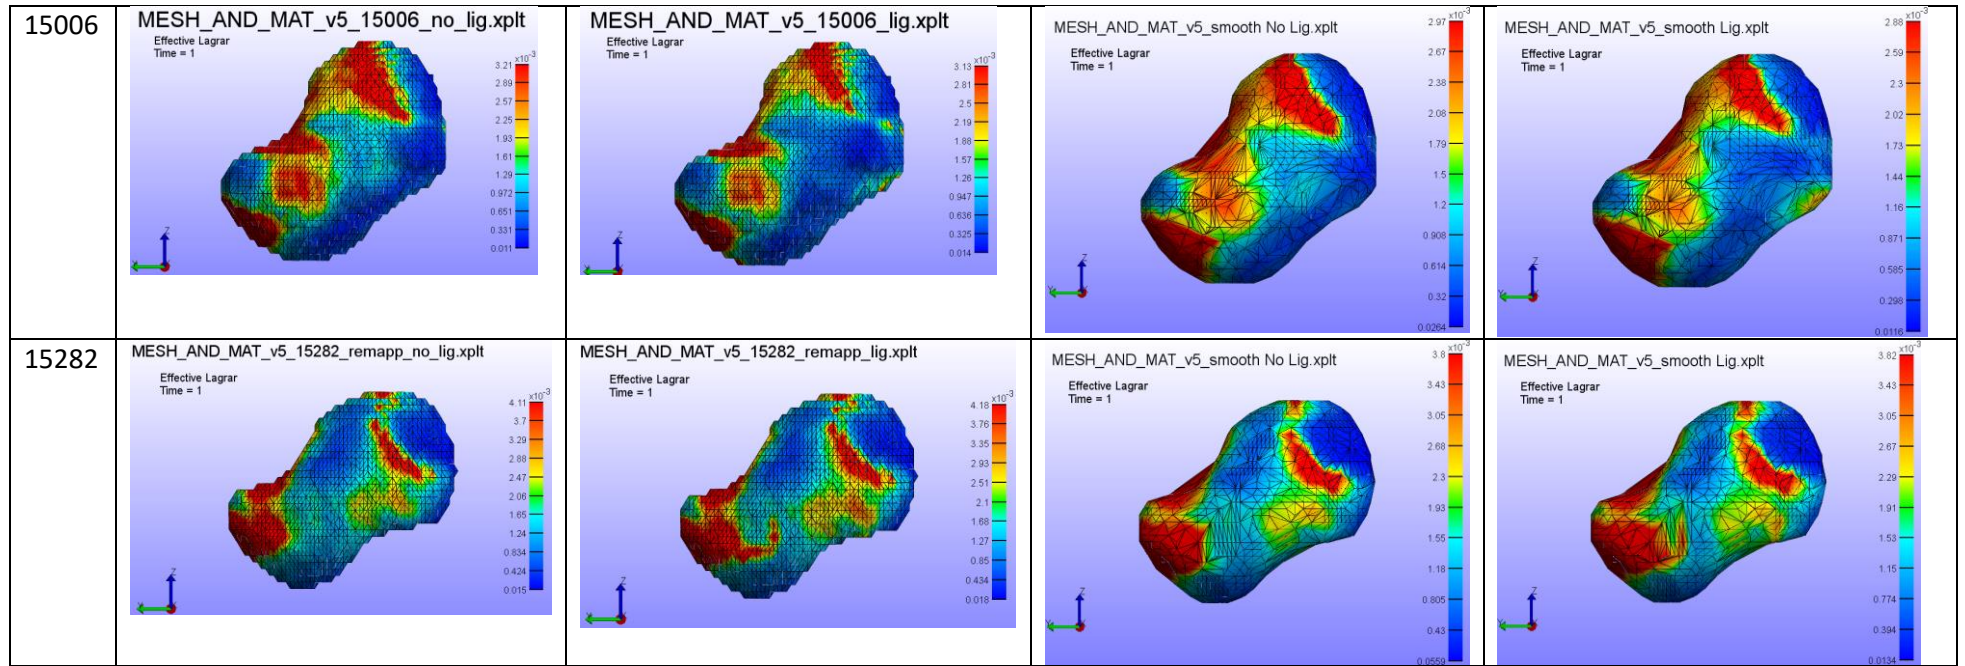 15006
MESH_AND_MAT_v5_15006_no_lig.xplt
Effective Lagrar
Time = 1
x10^-3
3.21
2.89
2.57
2.25
1.93
1.61
1.29
0.972
0.651
0.331
0.011
Z
MESH_AND_MAT_v5_15006_lig.xplt
Effective Lagrar
Time = 1
x10^-3
3.13
2.81
2.5
2.19
1.88
1.57
1.26
0.947
0.636
0.325
0.014
Z
MESH_AND_MAT_v5_smooth No Lig.xplt
Effective Lagrar
Time = 1
x10^-3
2.97
2.67
2.38
2.08
1.79
1.5
1.2
0.908
0.614
0.32
0.0264
Z
Y
MESH_AND_MAT_v5_smooth Lig.xplt
Effective Lagrar
Time = 1
x10^-3
2.88
2.59
2.3
2.02
1.73
1.44
1.16
0.871
0.585
0.298
0.0116
Z
Y
15282
MESH_AND_MAT_v5_15282_remapp_no_lig.xplt
Effective Lagrar
Time = 1
x10^-3
4.11
3.7
3.29
2.88
2.47
2.06
1.65
1.24
0.834
0.424
0.015
Z
MESH_AND_MAT_v5_15282_remapp_lig.xplt
Effective Lagrar
Time = 1
x10^-3
4.18
3.76
3.35
2.93
2.51
2.1
1.68
1.27
0.85
0.434
0.018
Z
MESH_AND_MAT_v5_smooth No Lig.xplt
Effective Lagrar
Time = 1
x10^-3
3.8
3.43
3.05
2.68
2.3
1.93
1.55
1.18
0.805
0.43
0.0559
Z
Y
MESH_AND_MAT_v5_smooth Lig.xplt
Effective Lagrar
Time = 1
x10^-3
3.82
3.43
3.05
2.67
2.29
1.91
1.53
1.15
0.774
0.394
0.0134
Z
Y